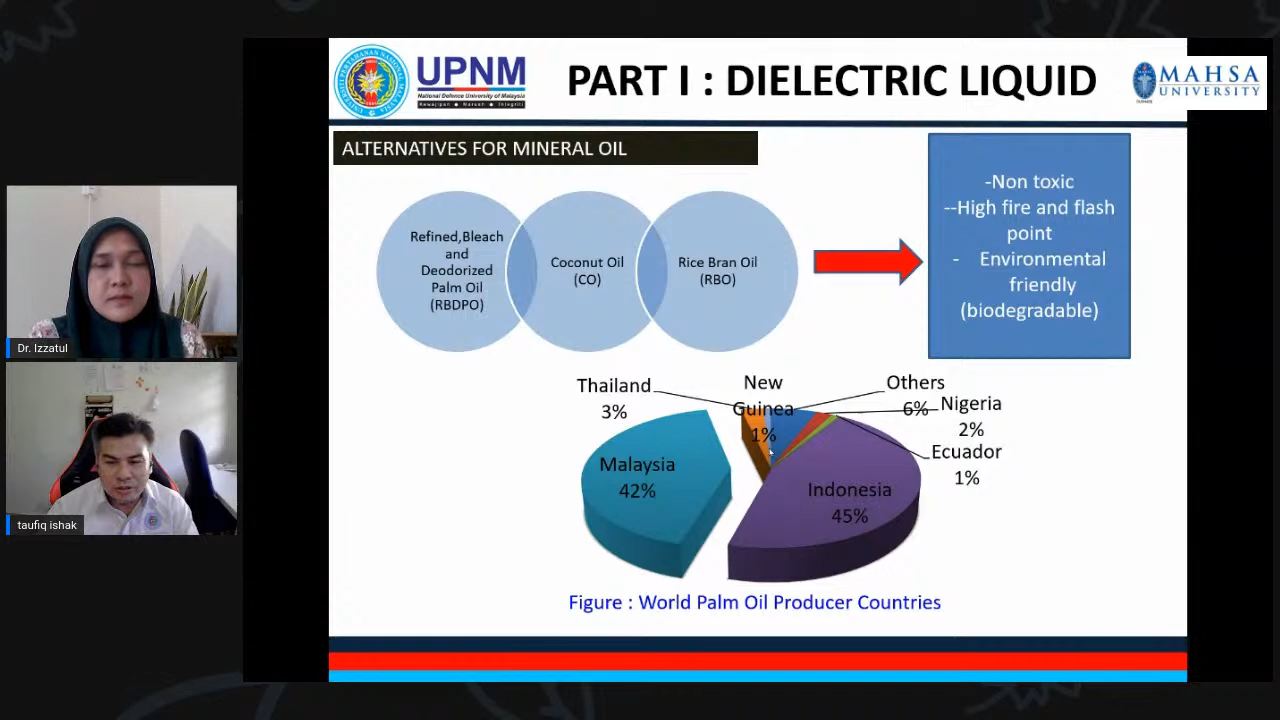 UPNM
National Defence University of Malaysia
Kewajipan ● Maruah ● Integriti
PART I : DIELECTRIC LIQUID
MAHSA
UNIVERSITY
ALTERNATIVES FOR MINERAL OIL
Refined,Bleach
and
Deodorized
Palm Oil
(RBDPO)
Coconut Oil
(CO)
Rice Bran Oil
(RBO)
-Non toxic
--High fire and flash
point
- Environmental
friendly
(biodegradable)
Dr. Izzatul
taufiq ishak
Thailand
3%
New
Guinea
1%
Others
6%
Nigeria
2%
Ecuador
1%
Malaysia
42%
Indonesia
45%
Figure : World Palm Oil Producer Countries